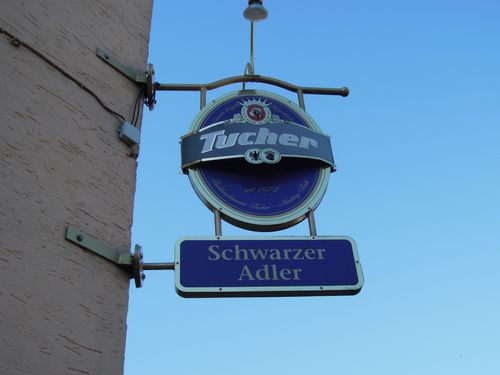 Tucher
seit 1672
Schwarzer
Adler